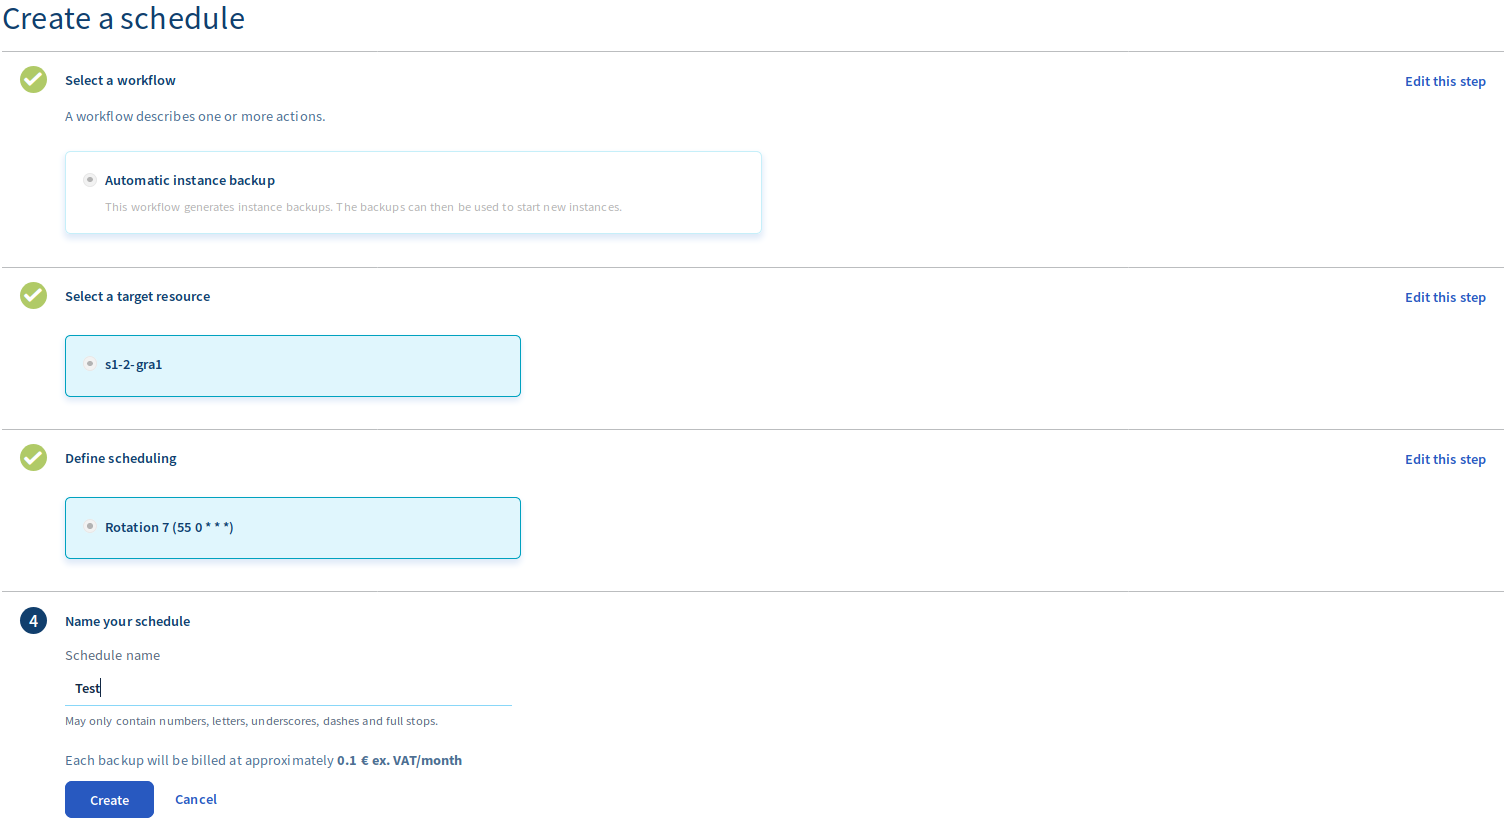 Create a schedule
Select a workflow
Edit this step
A workflow describes one or more actions.
Automatic instance backup
This workflow generates instance backups. The backups can then be used to start new instances.
Select a target resource
Edit this step
s1-2-gra1
Define scheduling
Edit this step
Rotation 7 (55 0 * * *)
4
Name your schedule
Schedule name
Test
May only contain numbers, letters, underscores, dashes and full stops.
Each backup will be billed at approximately 0.1 € ex. VAT/month
Create
Cancel